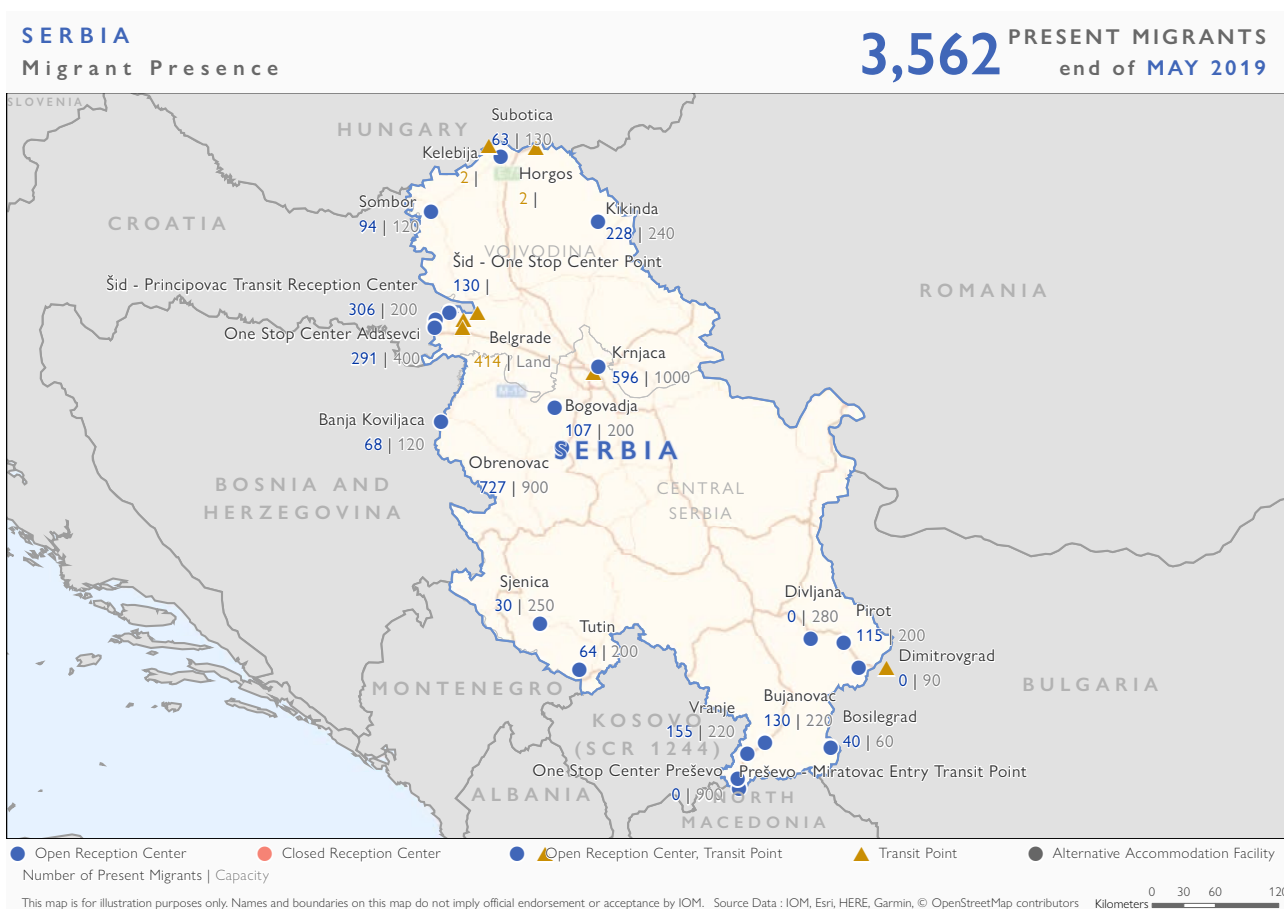 SERBIA
Migrant Presence
3,562 PRESENT MIGRANTS
end of MAY 2019
SLOVENIA
HUNGARY
Subotica
63 | 130
Kelebija
2 |
Horgos
2 |
CROATIA
Sombor
94 | 120
Kikinda
228 | 240
VOJVODINA
Šid - One Stop Center Point
130 |
Šid - Principovac Transit Reception Center
306 | 200
ROMANIA
One Stop Center Adasevci
291 | 400
Belgrade
414 | Land
Krnjaca
596 | 1000
Banja Koviljaca
68 | 120
Bogovadja
107 | 200
SERBIA
Obrenovac
727 | 900
BOSNIA AND
HERZEGOVINA
CENTRAL
SERBIA
Sjenica
30 | 250
Tutin
64 | 200
Divljana
0 | 280
Pirot
115 | 200
Dimitrovgrad
0 | 90
MONTENEGRO
BULGARIA
KOSOVO
(SCR 1244)
Vranje
155 | 220
Bujanovac
130 | 220
Bosilegrad
40 | 60
One Stop Center Preševo
0 | 900
Preševo - Miratovac Entry Transit Point
ALBANIA
NORTH
MACEDONIA
Open Reception Center
Closed Reception Center
Open Reception Center, Transit Point
Transit Point
Alternative Accommodation Facility
Number of Present Migrants | Capacity
This map is for illustration purposes only. Names and boundaries on this map do not imply official endorsement or acceptance by IOM. Source Data : IOM, Esri, HERE, Garmin, © OpenStreetMap contributors
Kilometers
0 30 60